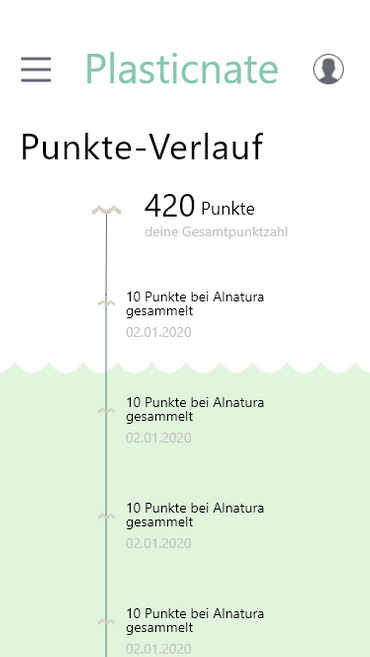 Plasticnate
Punkte-Verlauf
420 Punkte
deine Gesamtpunktzahl
10 Punkte bei Alnatura
gesammelt
02.01.2020
10 Punkte bei Alnatura
gesammelt
02.01.2020
10 Punkte bei Alnatura
gesammelt
02.01.2020
10 Punkte bei Alnatura
gesammelt
02.01.2020